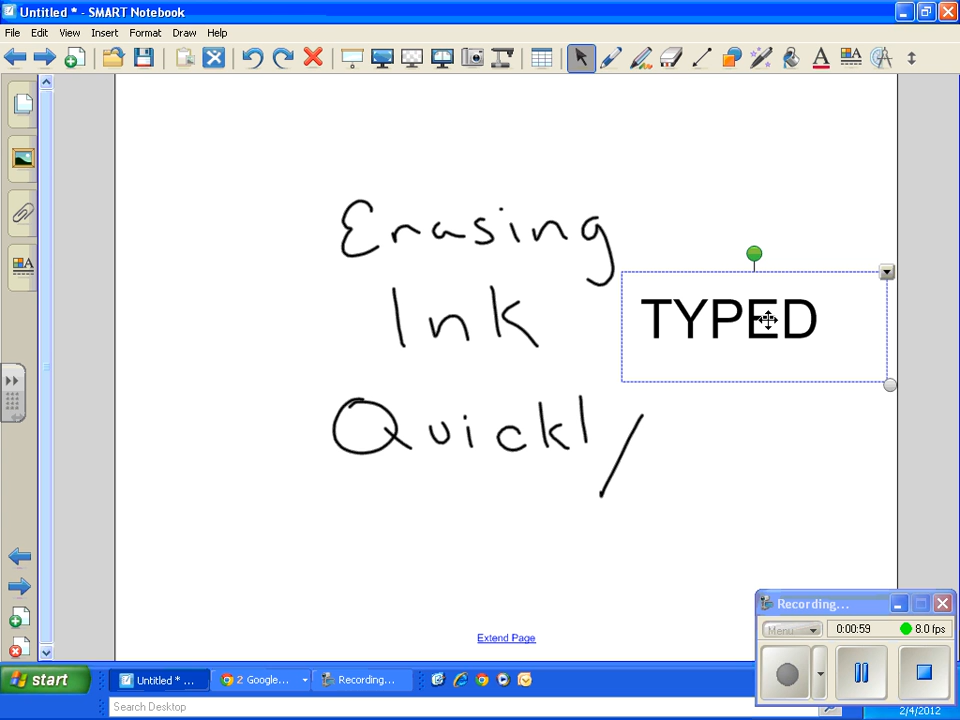 Untitled * - SMART Notebook
File Edit View Insert Format Draw Help
Erasing
Ink
TYPED
Quickl/
Extend Page
Recording...
Menu 0:00:59 8.0 fps
start Untitled * ... 2 Google... Recording...
Search Desktop
2/4/2012